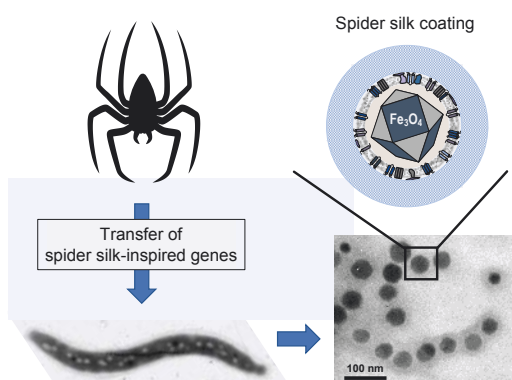 Spider silk coating
Fe₃O₄
Transfer of
spider silk-inspired genes
100 nm